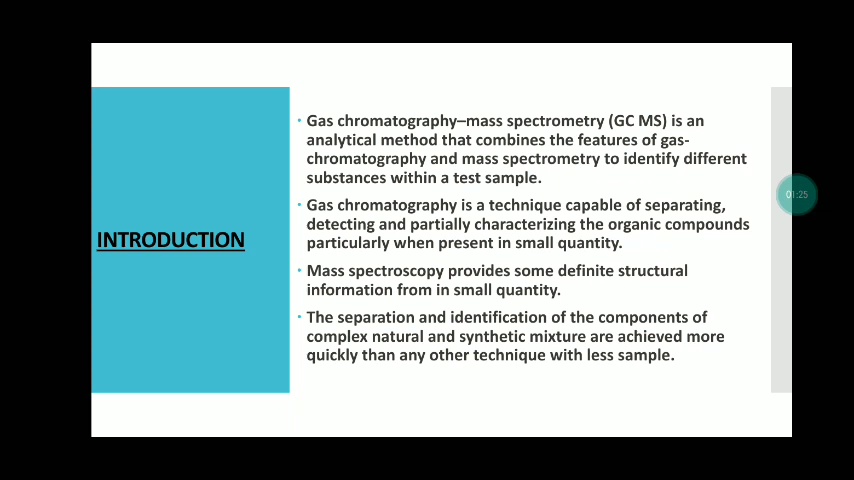 INTRODUCTION
• Gas chromatography–mass spectrometry (GC MS) is an
analytical method that combines the features of gas-
chromatography and mass spectrometry to identify different
substances within a test sample.
• Gas chromatography is a technique capable of separating,
detecting and partially characterizing the organic compounds
particularly when present in small quantity.
• Mass spectroscopy provides some definite structural
information from in small quantity.
• The separation and identification of the components of
complex natural and synthetic mixture are achieved more
quickly than any other technique with less sample.
01:25